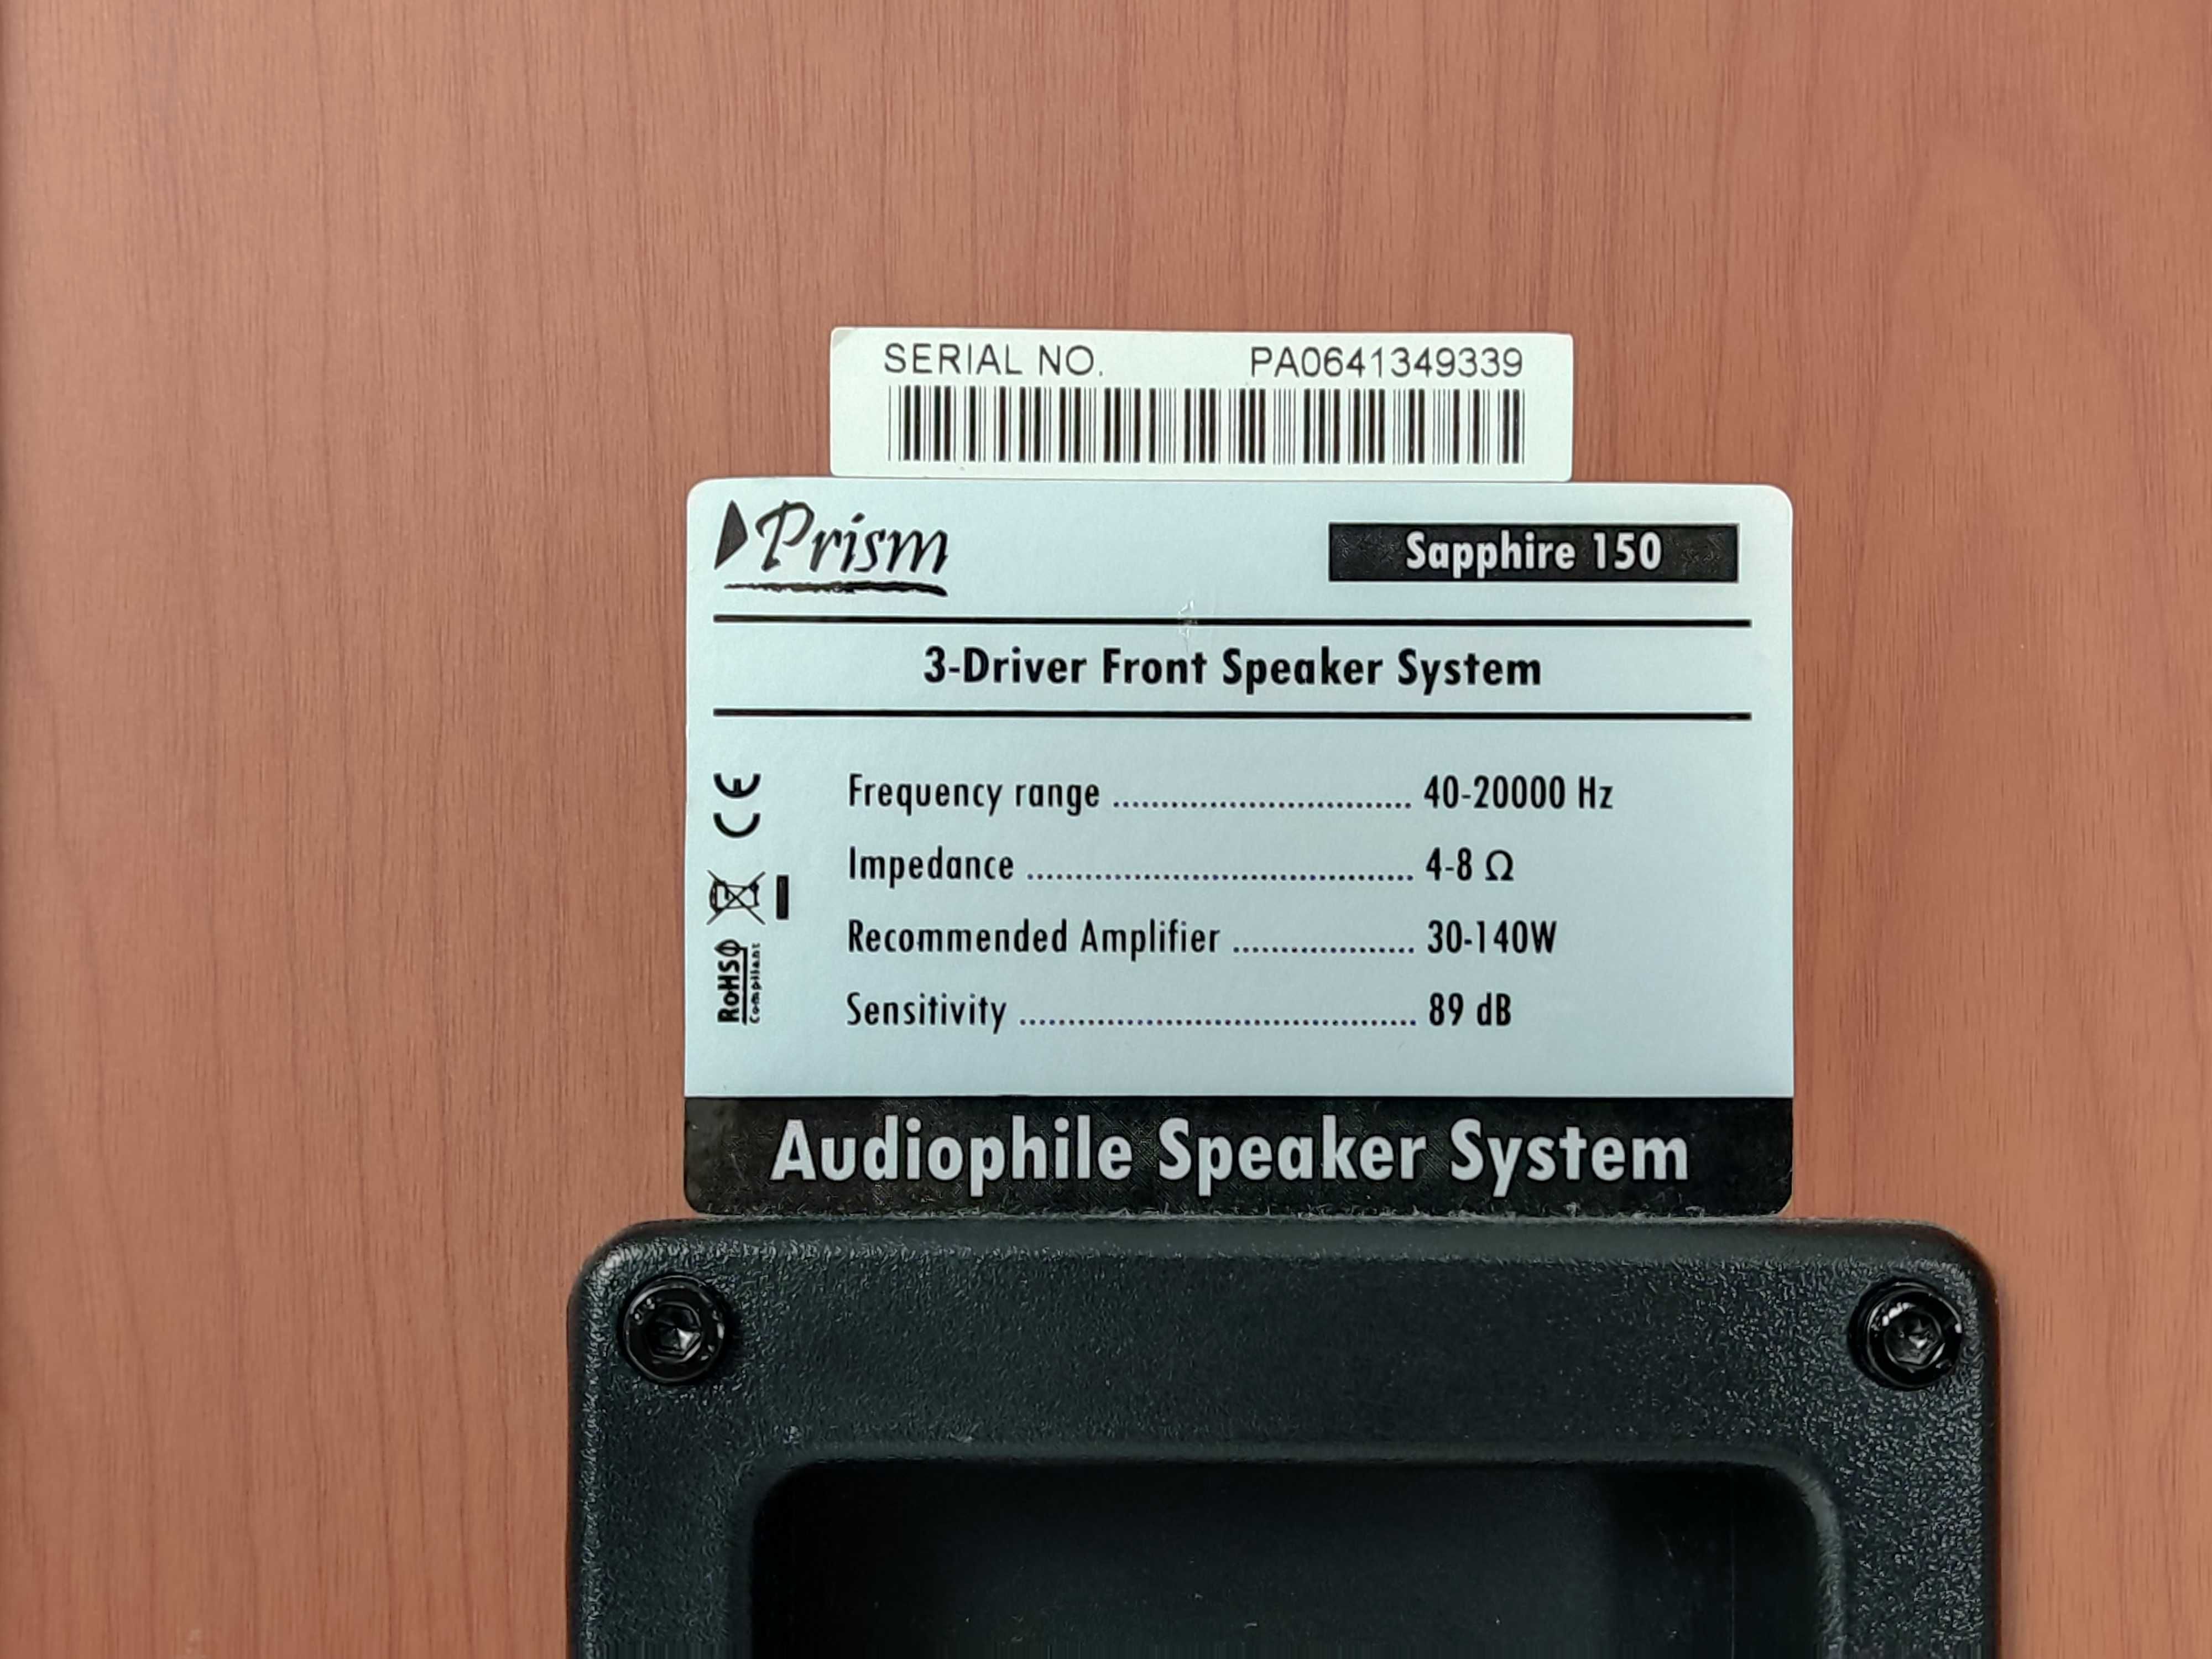 SERIAL NO. PA0641349339
Prism
Sapphire 150
3-Driver Front Speaker System
CE
Frequency range .............................. 40-20000 Hz
Impedance ....................................... 4-8 Ω
Recommended Amplifier .................. 30-140W
Sensitivity ........................................ 89 dB
RoHS
Compliant
Audiophile Speaker System